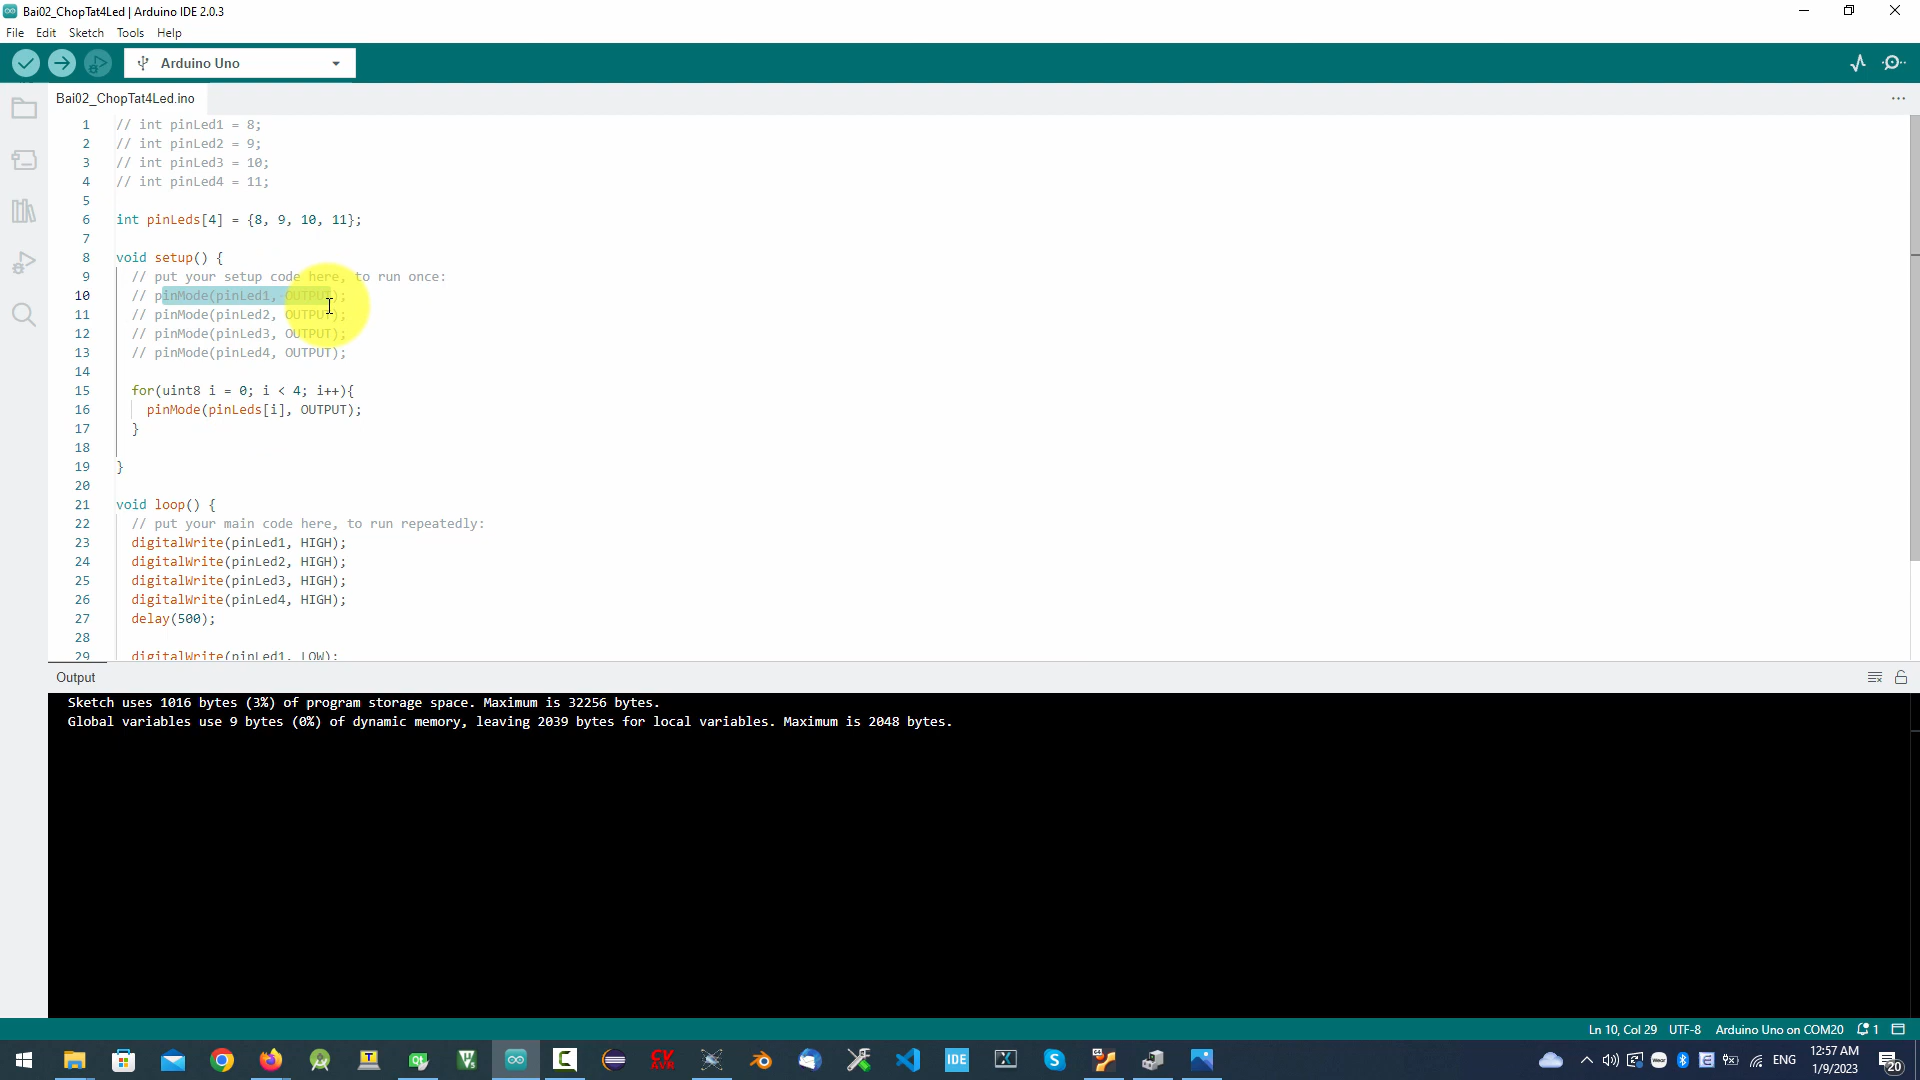 Bai02_ChopTat4Led | Arduino IDE 2.0.3
File Edit Sketch Tools Help
Arduino Uno
Bai02_ChopTat4Led.ino
1 // int pinLed1 = 8;
2 // int pinLed2 = 9;
3 // int pinLed3 = 10;
4 // int pinLed4 = 11;
5
6 int pinLeds[4] = {8, 9, 10, 11};
7
8 void setup() {
9 // put your setup code here, to run once:
10 // pinMode(pinLed1, OUTPUT);
11 // pinMode(pinLed2, OUTPUT);
12 // pinMode(pinLed3, OUTPUT);
13 // pinMode(pinLed4, OUTPUT);
14
15 for(uint8 i = 0; i < 4; i++){
16 pinMode(pinLeds[i], OUTPUT);
17 }
18
19 }
20
21 void loop() {
22 // put your main code here, to run repeatedly:
23 digitalWrite(pinLed1, HIGH);
24 digitalWrite(pinLed2, HIGH);
25 digitalWrite(pinLed3, HIGH);
26 digitalWrite(pinLed4, HIGH);
27 delay(500);
28
29 digitalWrite(pinLed1, LOW);
Output
Sketch uses 1016 bytes (3%) of program storage space. Maximum is 32256 bytes.
Global variables use 9 bytes (0%) of dynamic memory, leaving 2039 bytes for local variables. Maximum is 2048 bytes.
Ln 10, Col 29 UTF-8 Arduino Uno on COM20 1
IDE
CV AVR
ENG
12:57 AM
1/9/2023
20